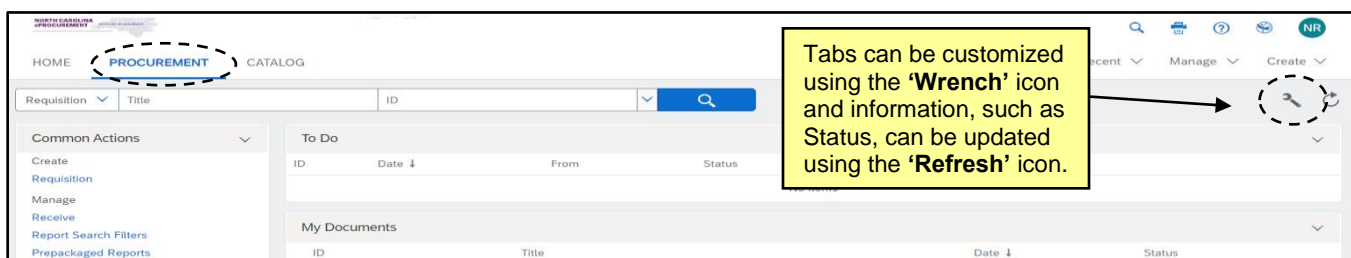 NORTH CAROLINA
ePROCUREMENT
NR
HOME PROCUREMENT CATALOG
Manage Create
Requisition Title ID
Tabs can be customized
using the ‘Wrench’ icon
and information, such as
Status, can be updated
using the ‘Refresh’ icon.
Common Actions
Create
Requisition
Manage
Receive
Report Search Filters
Prepackaged Reports
To Do
ID Date From Status
My Documents
ID Title Date Status